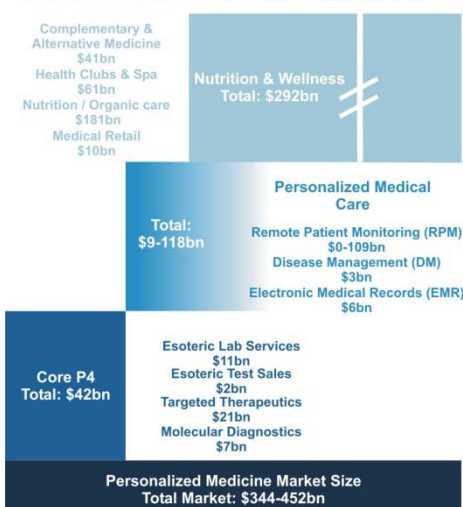 Complementary &
Alternative Medicine
$41bn
Health Clubs & Spa
$61bn
Nutrition / Organic care
$181bn
Medical Retail
$10bn
Nutrition & Wellness
Total: $292bn
Total:
$9-118bn
Personalized Medical
Care
Remote Patient Monitoring (RPM)
$0-109bn
Disease Management (DM)
$3bn
Electronic Medical Records (EMR)
$6bn
Core P4
Total: $42bn
Esoteric Lab Services
$11bn
Esoteric Test Sales
$2bn
Targeted Therapeutics
$21bn
Molecular Diagnostics
$7bn
Personalized Medicine Market Size
Total Market: $344-452bn